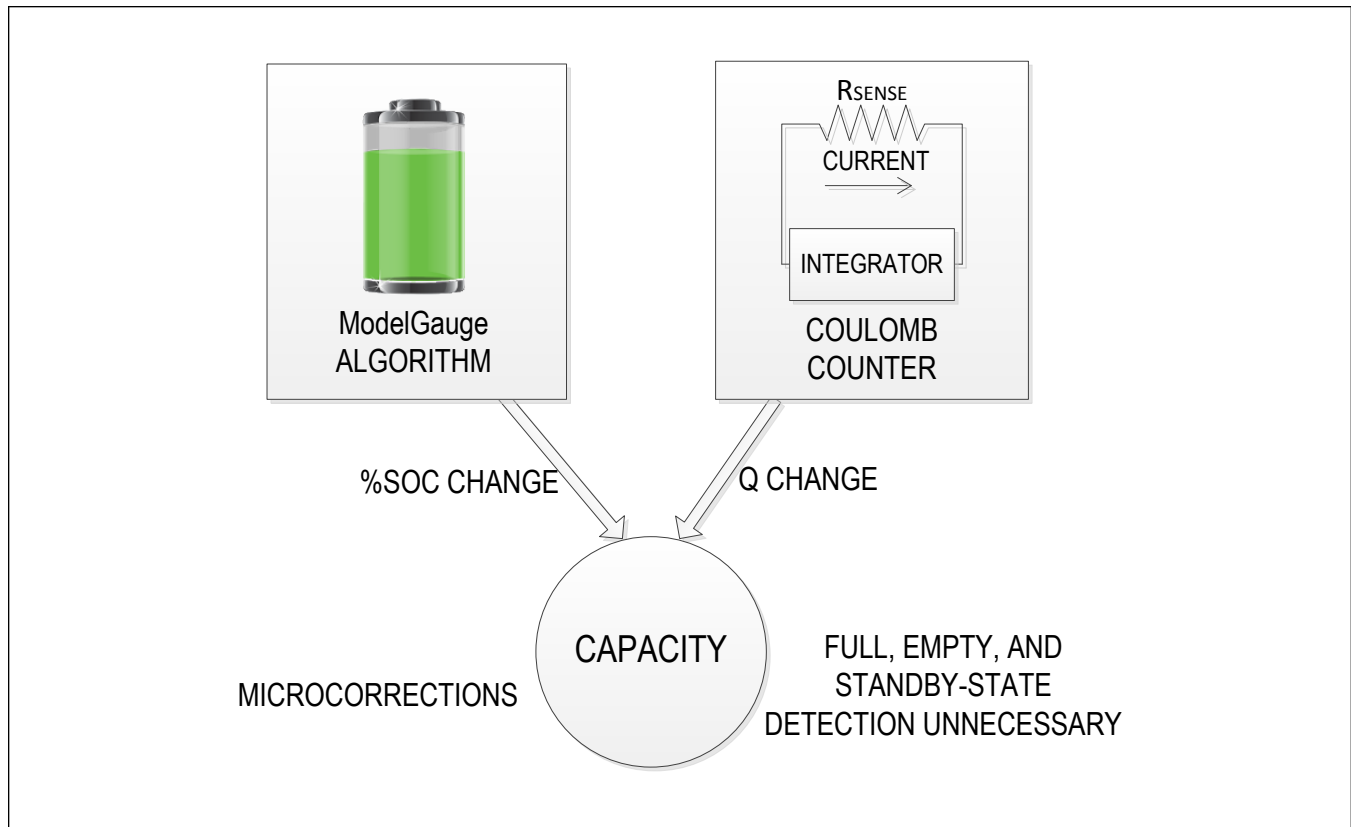 ModelGauge
ALGORITHM
RSENSE
CURRENT
INTEGRATOR
COULOMB
COUNTER
%SOC CHANGE
Q CHANGE
CAPACITY
MICROCORRECTIONS
FULL, EMPTY, AND
STANDBY-STATE
DETECTION UNNECESSARY